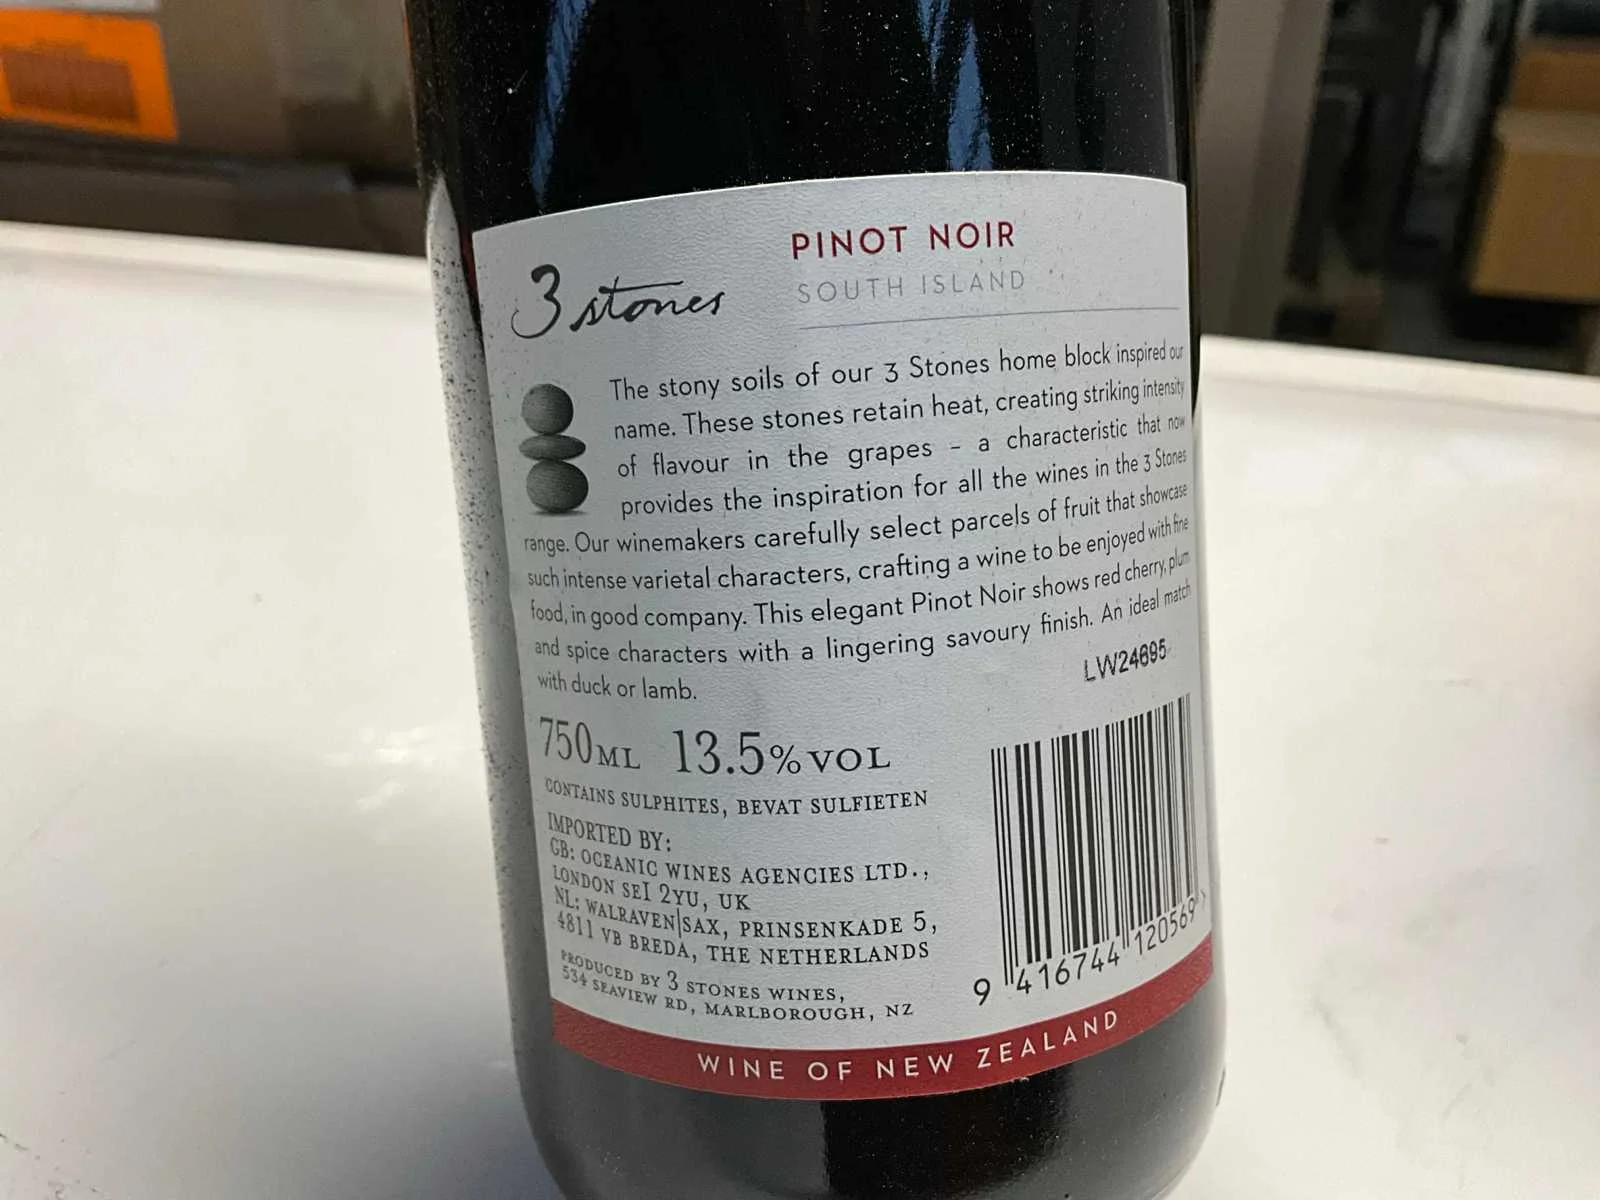 PINOT NOIR
SOUTH ISLAND
3 stones
The stony soils of our 3 Stones home block inspired our
name. These stones retain heat, creating striking intensity
of flavour in the grapes – a characteristic that now
provides the inspiration for all the wines in the 3 Stones
range. Our winemakers carefully select parcels of fruit that showcase
such intense varietal characters, crafting a wine to be enjoyed with fine
food, in good company. This elegant Pinot Noir shows red cherry, plum
and spice characters with a lingering savoury finish. An ideal match
with duck or lamb.
LW24695
750ML 13.5%VOL
CONTAINS SULPHITES, BEVAT SULFIETEN
IMPORTED BY:
GB: OCEANIC WINES AGENCIES LTD.,
LONDON SE1 2YU, UK
NL: WALRAVEN|SAX, PRINSENKADE 5,
4811 VB BREDA, THE NETHERLANDS
PRODUCED BY 3 STONES WINES,
534 SEAVIEW RD, MARLBOROUGH, NZ
9 416744 120569 >
WINE OF NEW ZEALAND